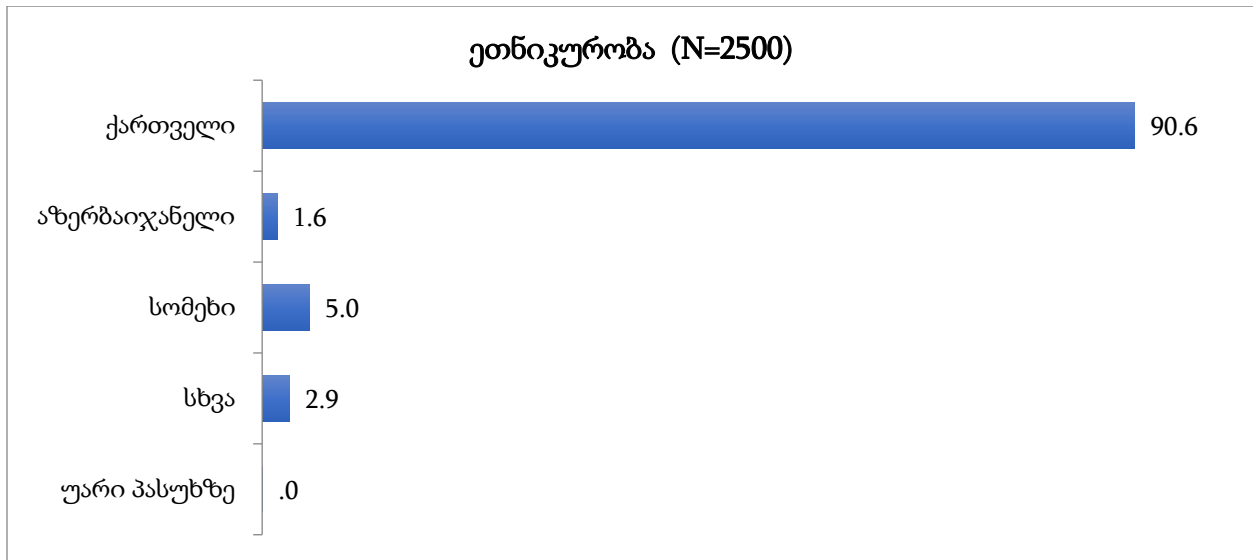 ეთნიკურობა (N=2500)
ქართველი 90.6
აზერბაიჯანელი 1.6
სომეხი 5.0
სხვა 2.9
უარი პასუხზე .0